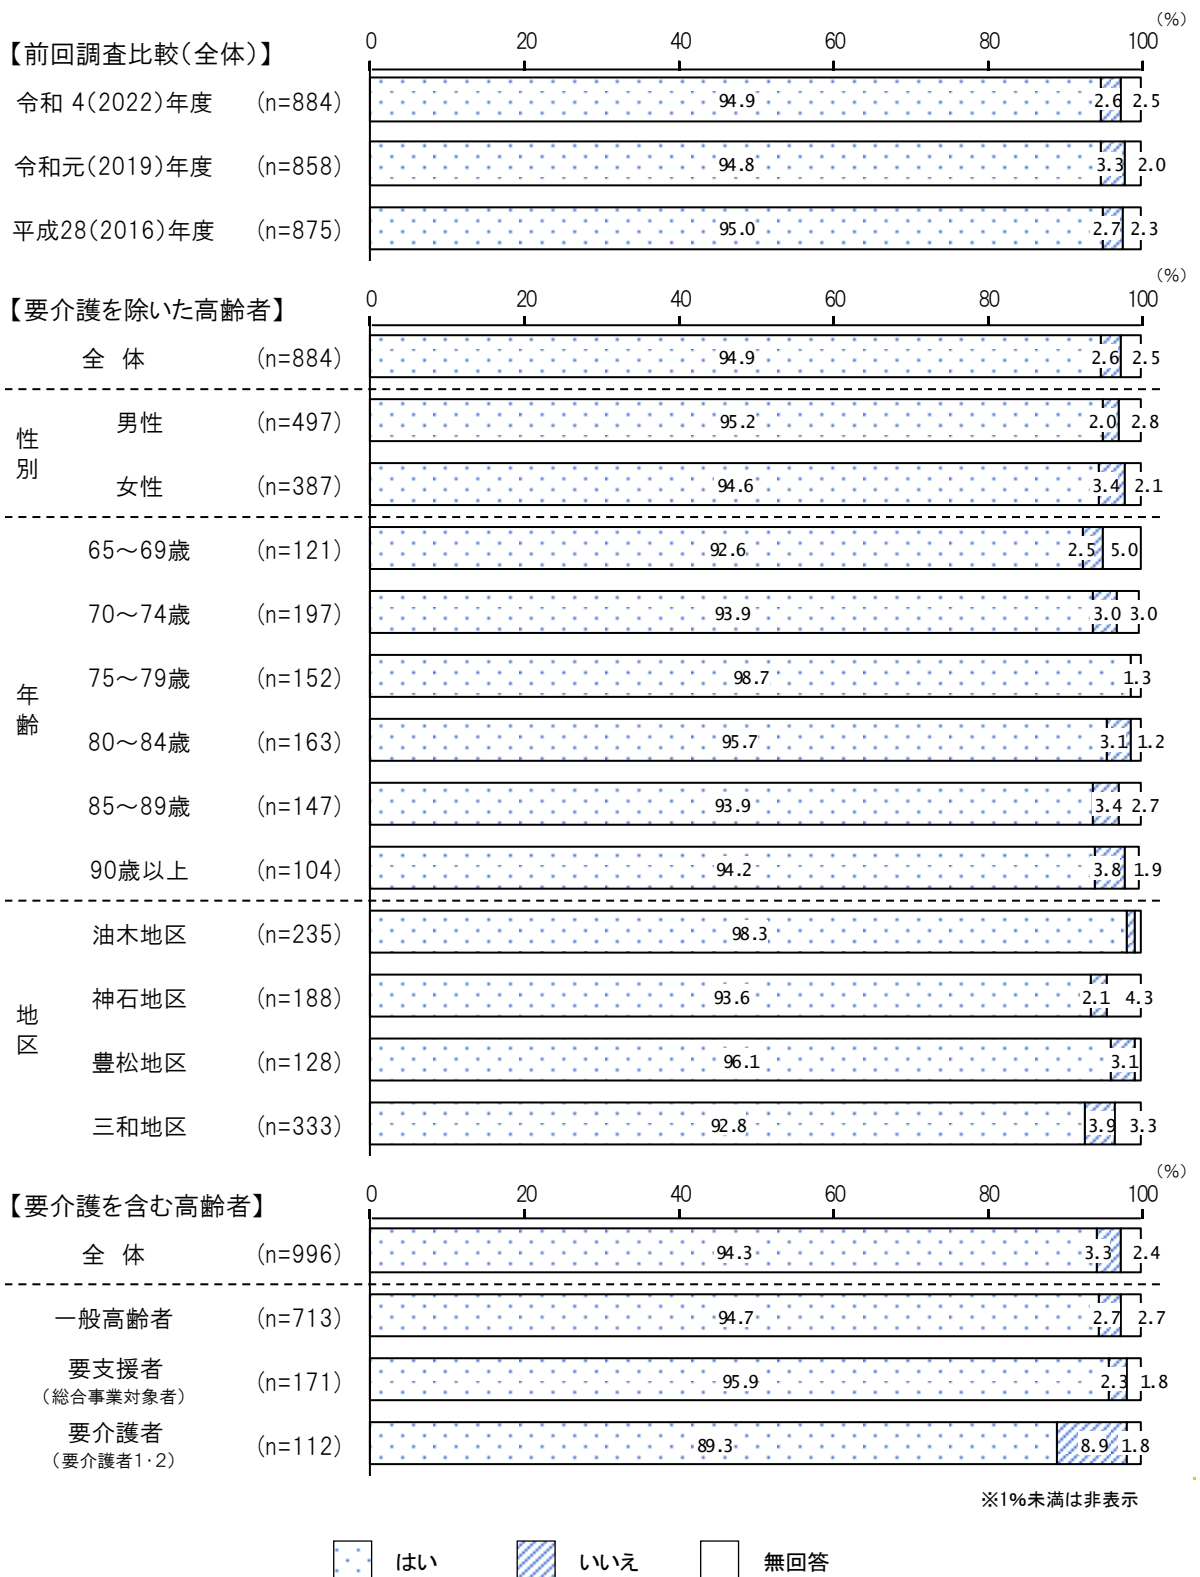 (%)
【前回調査比較(全体)】 0 20 40 60 80 100
令和 4(2022)年度 (n=884) 94.9 2.6 2.5
令和元(2019)年度 (n=858) 94.8 3.3 2.0
平成28(2016)年度 (n=875) 95.0 2.7 2.3
(%)
【要介護を除いた高齢者】 0 20 40 60 80 100
全 体 (n=884) 94.9 2.6 2.5
性別
男性 (n=497) 95.2 2.0 2.8
女性 (n=387) 94.6 3.4 2.1
年齢
65~69歳 (n=121) 92.6 2.5 5.0
70~74歳 (n=197) 93.9 3.0 3.0
75~79歳 (n=152) 98.7 1.3
80~84歳 (n=163) 95.7 3.1 1.2
85~89歳 (n=147) 93.9 3.4 2.7
90歳以上 (n=104) 94.2 3.8 1.9
地区
油木地区 (n=235) 98.3
神石地区 (n=188) 93.6 2.1 4.3
豊松地区 (n=128) 96.1 3.1
三和地区 (n=333) 92.8 3.9 3.3
(%)
【要介護を含む高齢者】 0 20 40 60 80 100
全 体 (n=996) 94.3 3.3 2.4
一般高齢者 (n=713) 94.7 2.7 2.7
要支援者
(総合事業対象者) (n=171) 95.9 2.3 1.8
要介護者
(要介護者1・2) (n=112) 89.3 8.9 1.8
※1%未満は非表示
はい いいえ 無回答